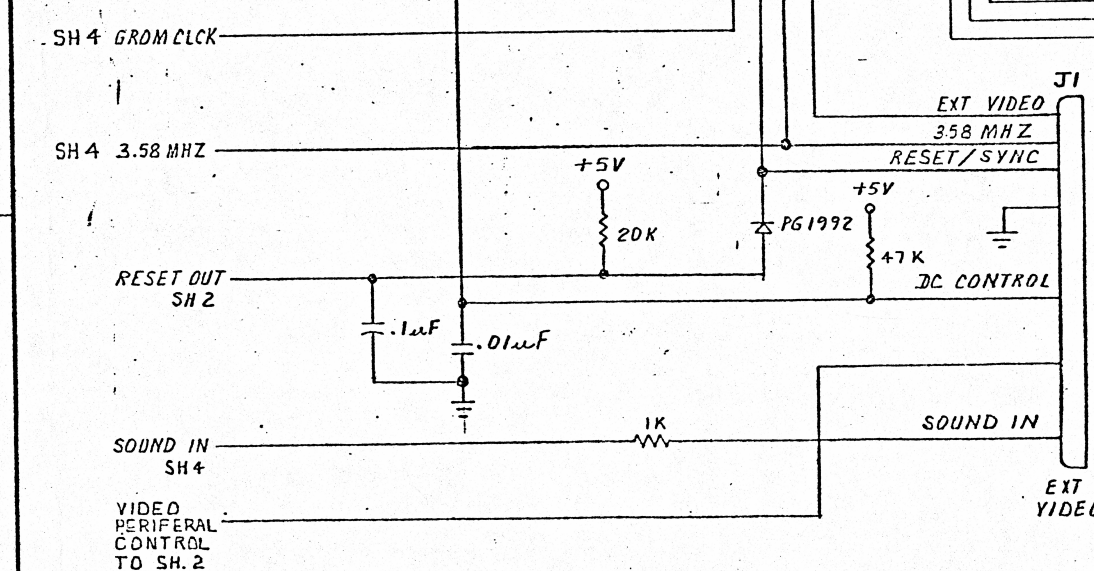 SH 4 GROM CLCK
J1
EXT VIDEO
SH 4 3.58 MHZ
3.58 MHZ
RESET/SYNC
+5V
+5V
20K
PG1992
47K
RESET OUT
SH 2
DC CONTROL
.1uF
.01uF
1K
SOUND IN
SH 4
SOUND IN
EXT
VIDEO
VIDEO
PERIFERAL
CONTROL
TO SH. 2